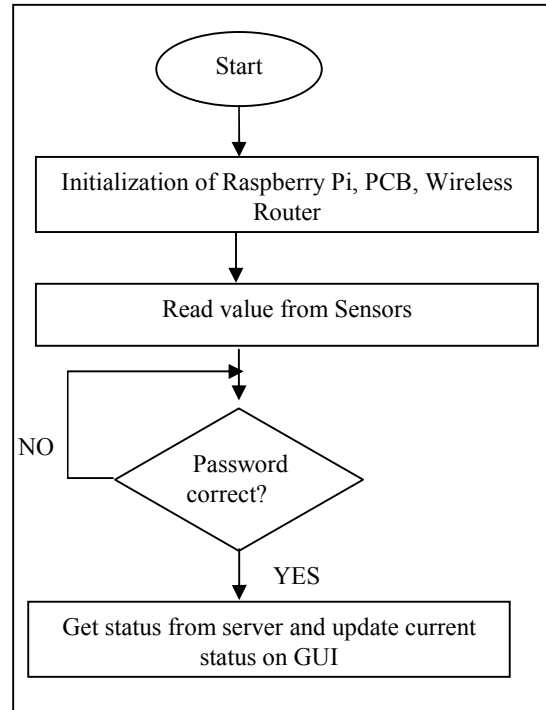 Start
Initialization of Raspberry Pi, PCB, Wireless
Router
Read value from Sensors
NO
Password
correct?
YES
Get status from server and update current
status on GUI